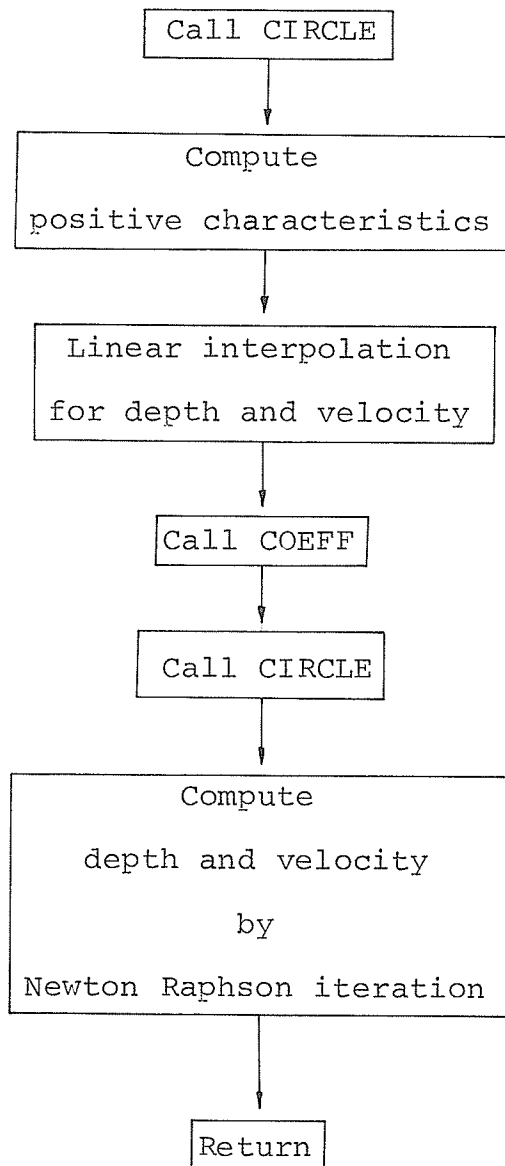 Call CIRCLE
Compute
positive characteristics
Linear interpolation
for depth and velocity
Call COEFF
Call CIRCLE
Compute
depth and velocity
by
Newton Raphson iteration
Return